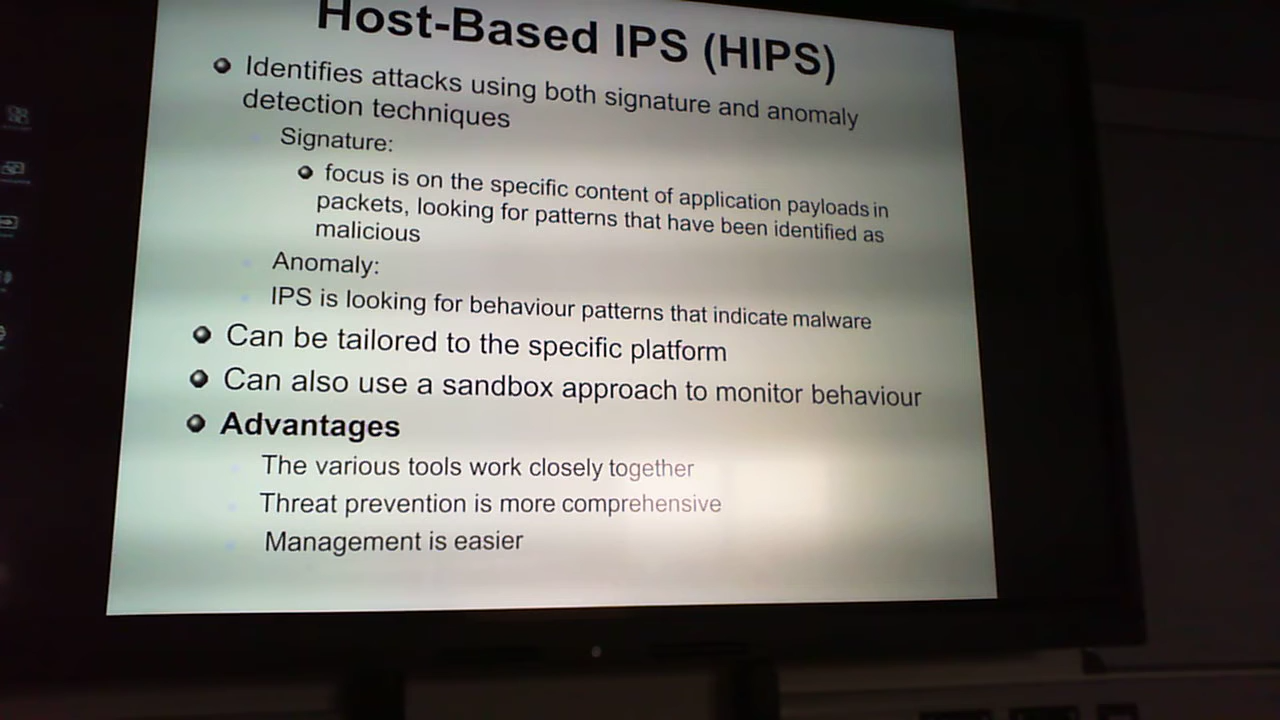 Host-Based IPS (HIPS)
Identifies attacks using both signature and anomaly
detection techniques
Signature:
focus is on the specific content of application payloads in
packets, looking for patterns that have been identified as
malicious
Anomaly:
IPS is looking for behaviour patterns that indicate malware
Can be tailored to the specific platform
Can also use a sandbox approach to monitor behaviour
Advantages
The various tools work closely together
Threat prevention is more comprehensive
Management is easier